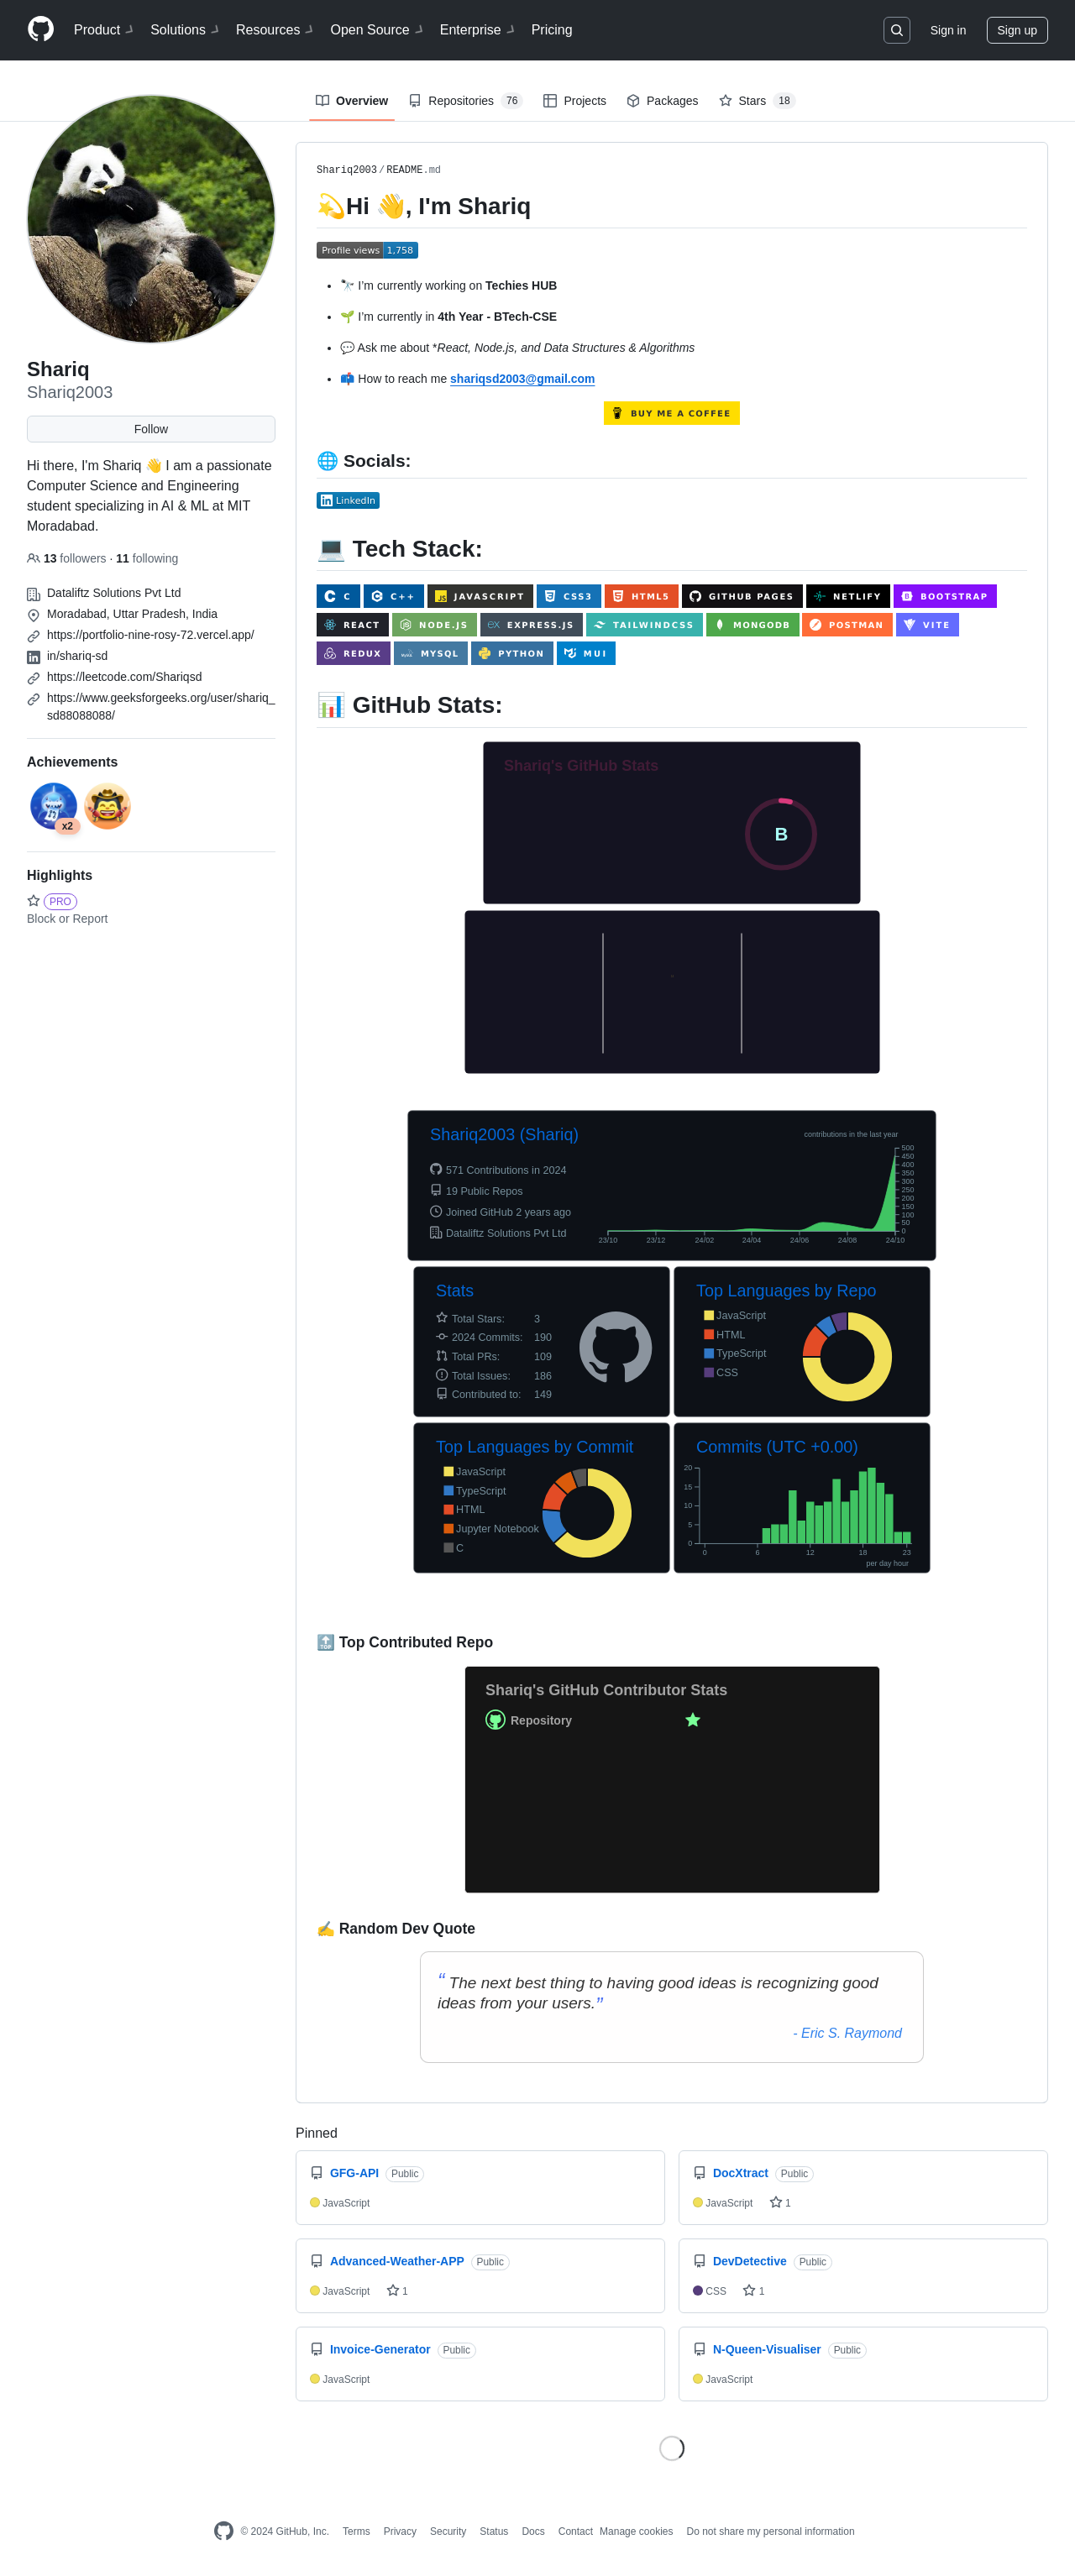 Product Solutions Resources Open Source Enterprise Pricing Sign in Sign up
Overview Repositories 76 Projects Packages Stars 18
Shariq
Shariq2003
Follow
Hi there, I'm Shariq 👋 I am a passionate
Computer Science and Engineering
student specializing in AI & ML at MIT
Moradabad.
13 followers · 11 following
Dataliftz Solutions Pvt Ltd
Moradabad, Uttar Pradesh, India
https://portfolio-nine-rosy-72.vercel.app/
in/shariq-sd
https://leetcode.com/Shariqsd
https://www.geeksforgeeks.org/user/shariq_
sd88088088/
Achievements
x2
Highlights
PRO
Block or Report
Shariq2003/README.md
💫Hi 👋, I'm Shariq
Profile views 1,758
🔭 I'm currently working on Techies HUB
🌱 I'm currently in 4th Year - BTech-CSE
💬 Ask me about *React, Node.js, and Data Structures & Algorithms
📫 How to reach me shariqsd2003@gmail.com
BUY ME A COFFEE
🌐 Socials:
LinkedIn
💻 Tech Stack:
C C++ JAVASCRIPT CSS3 HTML5 GITHUB PAGES NETLIFY BOOTSTRAP
REACT NODE.JS EXPRESS.JS TAILWINDCSS MONGODB POSTMAN VITE
REDUX MYSQL PYTHON MUI
📊 GitHub Stats:
Shariq's GitHub Stats
B
Shariq2003 (Shariq)
contributions in the last year
571 Contributions in 2024
19 Public Repos
Joined GitHub 2 years ago
Dataliftz Solutions Pvt Ltd
500
450
400
350
300
250
200
150
100
50
0
23/10 23/12 24/02 24/04 24/06 24/08 24/10
Stats
Total Stars: 3
2024 Commits: 190
Total PRs: 109
Total Issues: 186
Contributed to: 149
Top Languages by Repo
JavaScript
HTML
TypeScript
CSS
Top Languages by Commit
JavaScript
TypeScript
HTML
Jupyter Notebook
C
Commits (UTC +0.00)
20
15
10
5
0
0 6 12 18 23
per day hour
🔝 Top Contributed Repo
Shariq's GitHub Contributor Stats
Repository
✍️ Random Dev Quote
“ The next best thing to having good ideas is recognizing good
ideas from your users.”
- Eric S. Raymond
Pinned
GFG-API Public
JavaScript
DocXtract Public
JavaScript 1
Advanced-Weather-APP Public
JavaScript 1
DevDetective Public
CSS 1
Invoice-Generator Public
JavaScript
N-Queen-Visualiser Public
JavaScript
© 2024 GitHub, Inc. Terms Privacy Security Status Docs Contact Manage cookies Do not share my personal information